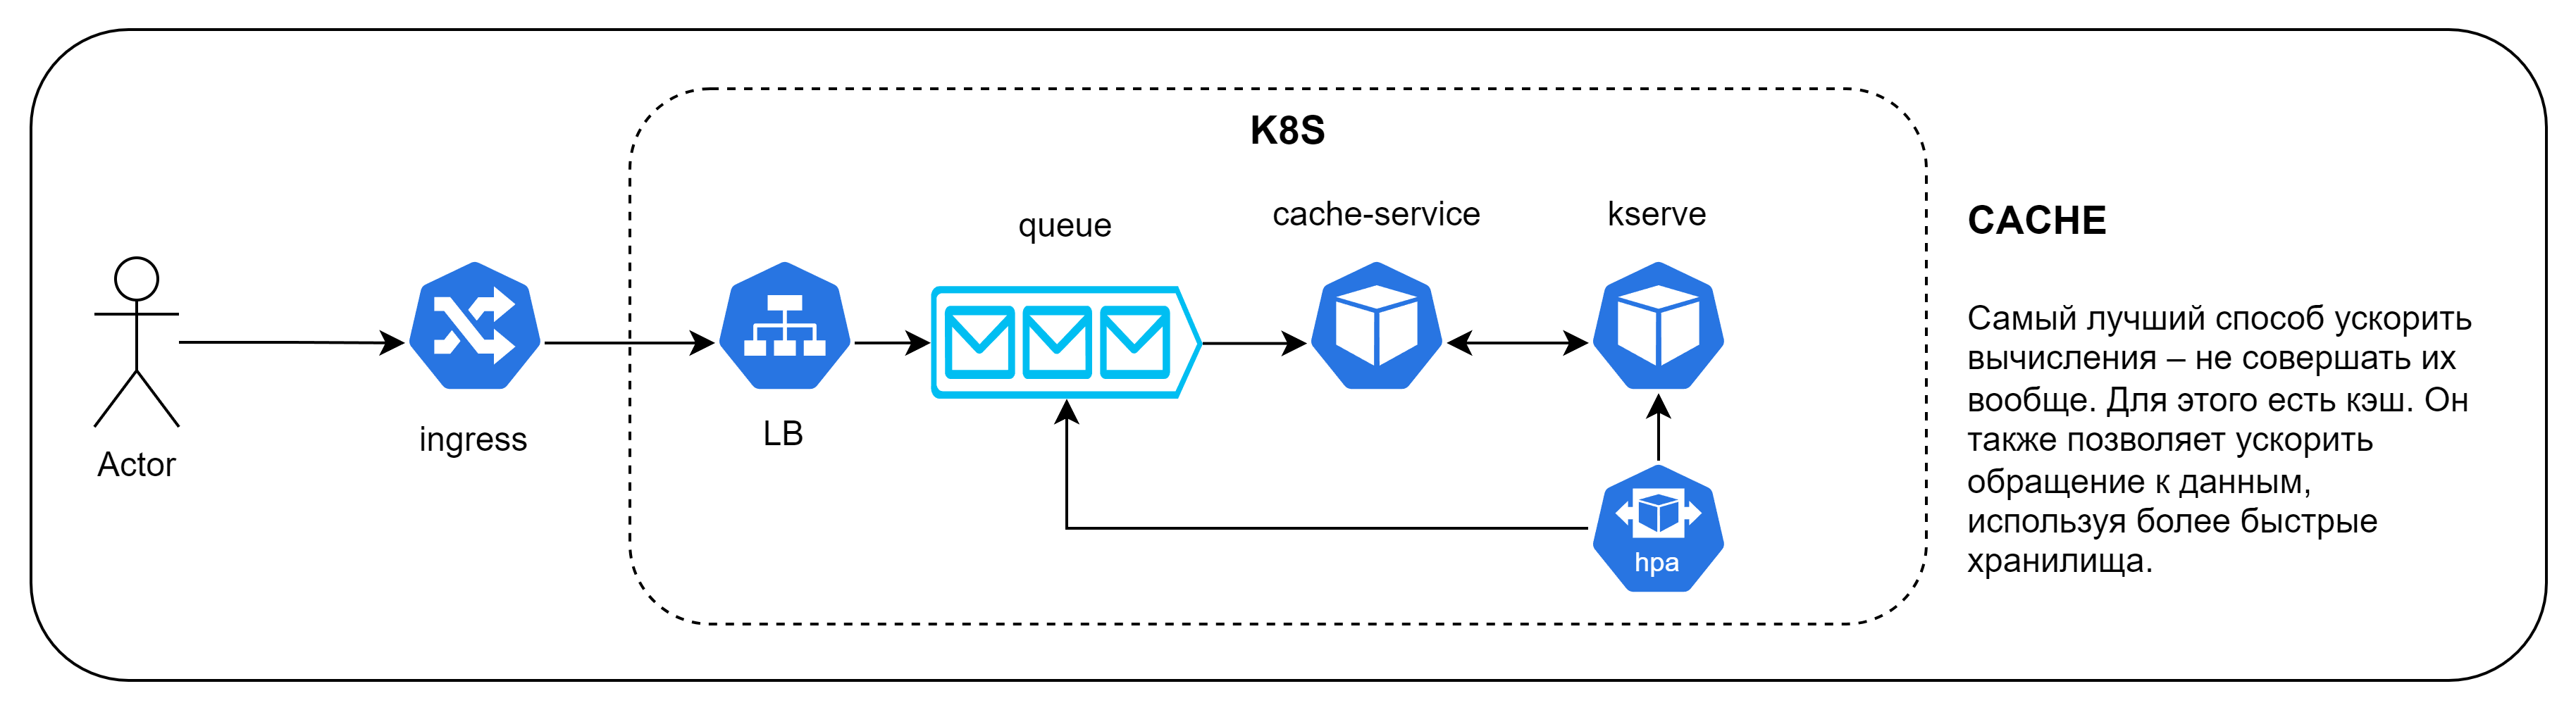 K8S
queue
cache-service
kserve
Actor
ingress
LB
hpa
CACHE
Самый лучший способ ускорить
вычисления – не совершать их
вообще. Для этого есть кэш. Он
также позволяет ускорить
обращение к данным,
используя более быстрые
хранилища.